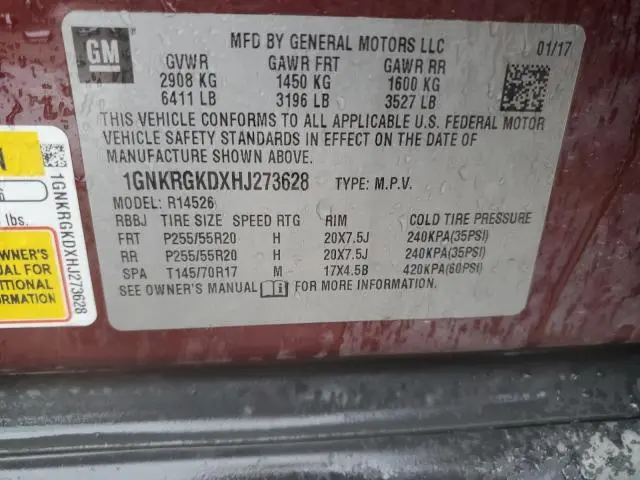 GM
MFD BY GENERAL MOTORS LLC 01/17
GVWR GAWR FRT GAWR RR
2908 KG 1450 KG 1600 KG
6411 LB 3196 LB 3527 LB
THIS VEHICLE CONFORMS TO ALL APPLICABLE U.S. FEDERAL MOTOR
VEHICLE SAFETY STANDARDS IN EFFECT ON THE DATE OF
MANUFACTURE SHOWN ABOVE.
1GNKRGKDXHJ273628 TYPE: M.P.V.
MODEL: R14526
RBBJ TIRE SIZE SPEED RTG RIM COLD TIRE PRESSURE
FRT P255/55R20 H 20X7.5J 240KPA(35PSI)
RR P255/55R20 H 20X7.5J 240KPA(35PSI)
SPA T145/70R17 M 17X4.5B 420KPA(60PSI)
SEE OWNER'S MANUAL FOR MORE INFORMATION.
N
lbs.
OWNER'S
UAL FOR
DITIONAL
RMATION
1GNKRGKDXHJ273628